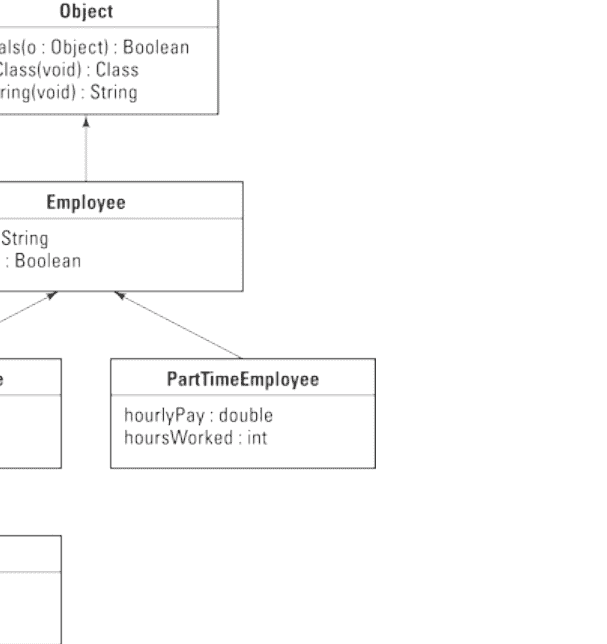 Object
als(o : Object) : Boolean
Class(void) : Class
ring(void) : String
Employee
String
: Boolean
e
PartTimeEmployee
hourlyPay : double
hoursWorked : int